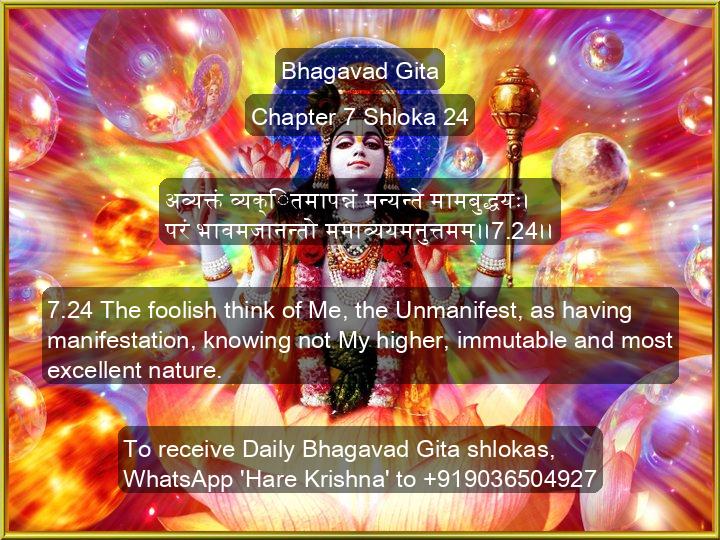 Bhagavad Gita
Chapter 7 Shloka 24
अव्यक्तं व्यक्ितमापन्नं मन्यन्ते मामबुद्धयः।
परं भावमजानन्तो ममाव्ययमनुत्तमम्।।7.24।।
7.24 The foolish think of Me, the Unmanifest, as having
manifestation, knowing not My higher, immutable and most
excellent nature.
To receive Daily Bhagavad Gita shlokas,
WhatsApp 'Hare Krishna' to +919036504927